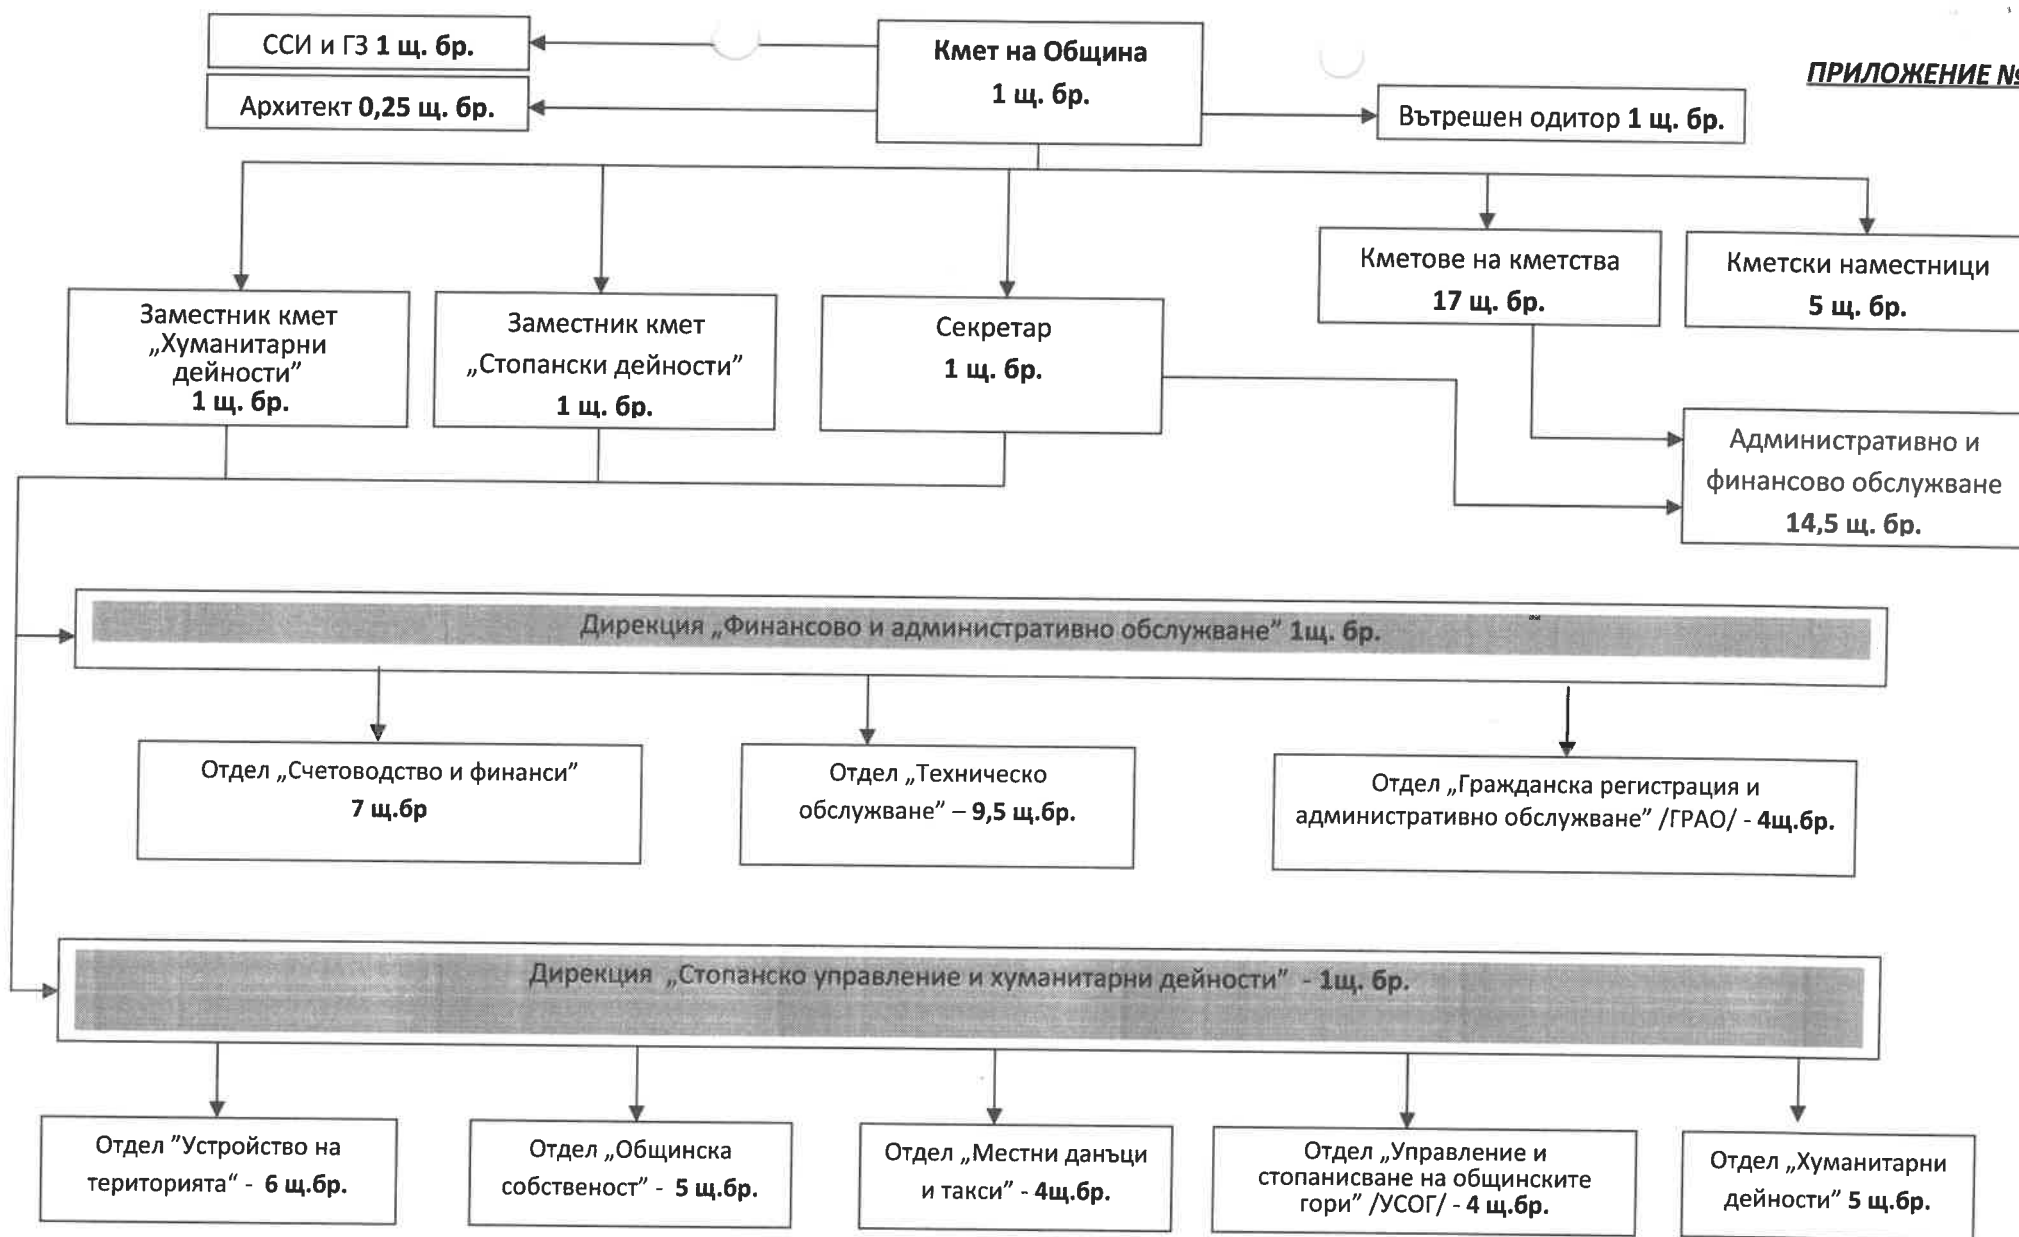 ССИ и ГЗ 1 щ. бр.
Архитект 0,25 щ. бр.
Кмет на Община
1 щ. бр.
ПРИЛОЖЕНИЕ №
Вътрешен одитор 1 щ. бр.
Кметове на кметства
17 щ. бр.
Кметски наместници
5 щ. бр.
Заместник кмет
„Хуманитарни
дейности”
1 щ. бр.
Заместник кмет
„Стопански дейности”
1 щ. бр.
Секретар
1 щ. бр.
Административно и
финансово обслужване
14,5 щ. бр.
Дирекция „Финансово и административно обслужване” 1щ. бр.
Отдел „Счетоводство и финанси”
7 щ.бр
Отдел „Техническо
обслужване” – 9,5 щ.бр.
Отдел „Гражданска регистрация и
административно обслужване” /ГРАО/ - 4щ.бр.
Дирекция „Стопанско управление и хуманитарни дейности” - 1щ. бр.
Отдел ”Устройство на
територията“ - 6 щ.бр.
Отдел „Общинска
собственост” - 5 щ.бр.
Отдел „Местни данъци
и такси” - 4щ.бр.
Отдел „Управление и
стопанисване на общинските
гори” /УСОГ/ - 4 щ.бр.
Отдел „Хуманитарни
дейности” 5 щ.бр.